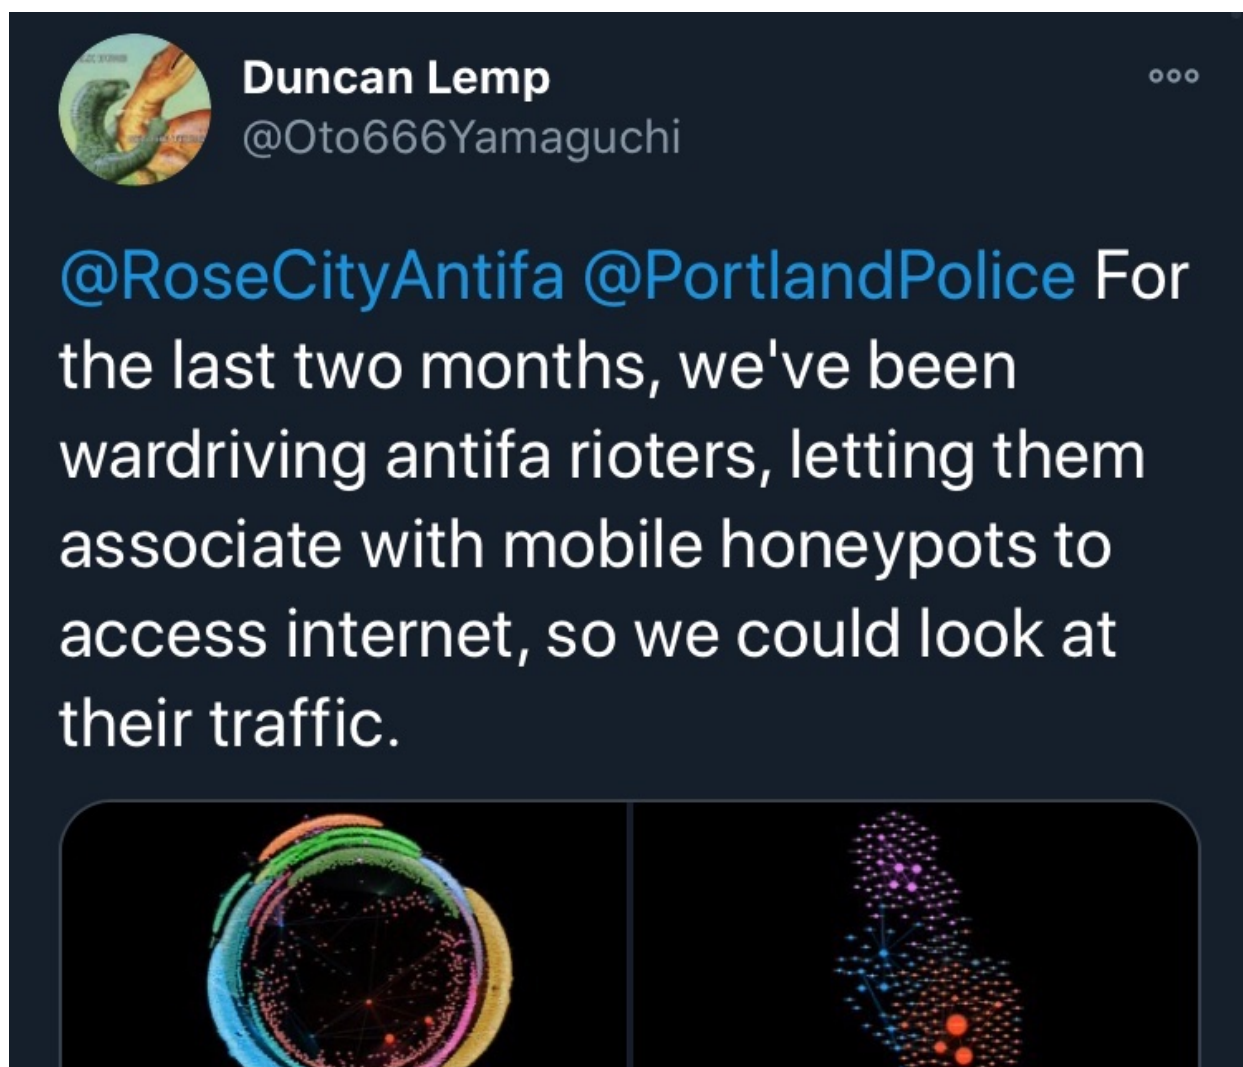 Duncan Lemp
@Oto666Yamaguchi
@RoseCityAntifa @PortlandPolice For
the last two months, we've been
wardriving antifa rioters, letting them
associate with mobile honeypots to
access internet, so we could look at
their traffic.